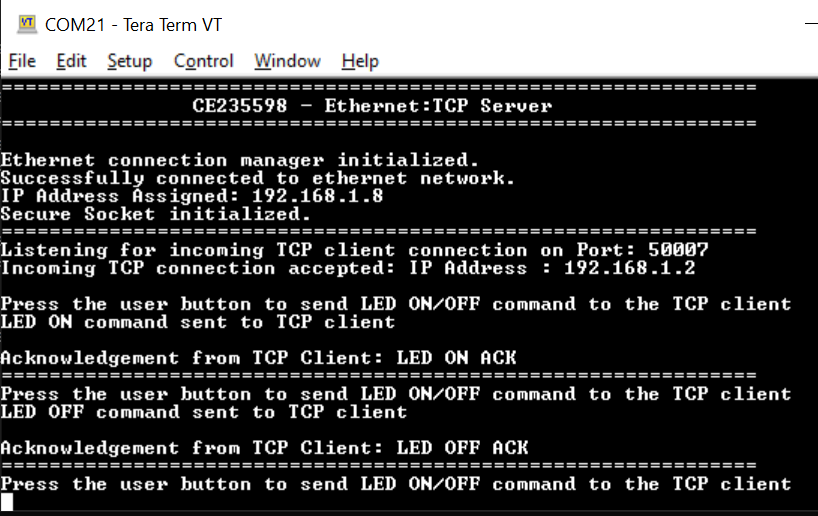 VT
COM21 - Tera Term VT
File Edit Setup Control Window Help
===============================================================
CE235598 - Ethernet:TCP Server
===============================================================
Ethernet connection manager initialized.
Successfully connected to ethernet network.
IP Address Assigned: 192.168.1.8
Secure Socket initialized.
===============================================================
Listening for incoming TCP client connection on Port: 50007
Incoming TCP connection accepted: IP Address : 192.168.1.2
Press the user button to send LED ON/OFF command to the TCP client
LED ON command sent to TCP client
Acknowledgement from TCP Client: LED ON ACK
===============================================================
Press the user button to send LED ON/OFF command to the TCP client
LED OFF command sent to TCP client
Acknowledgement from TCP Client: LED OFF ACK
===============================================================
Press the user button to send LED ON/OFF command to the TCP client